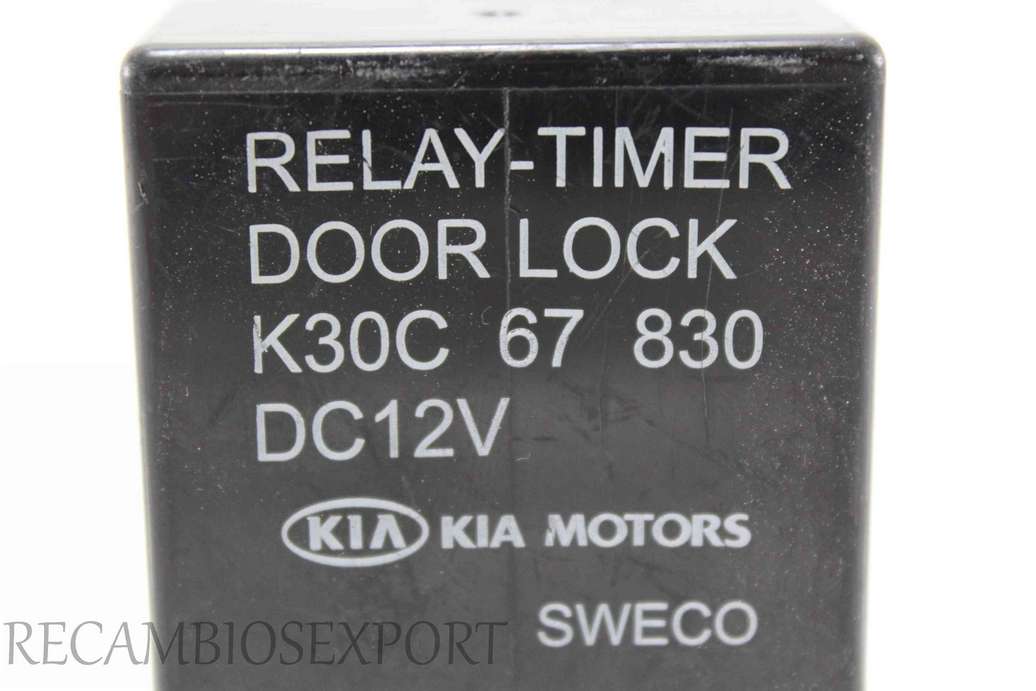 RELAY-TIMER
DOOR LOCK
K30C 67 830
DC12V
KIA KIA MOTORS
SWECO
RECAMBIOSEXPORT